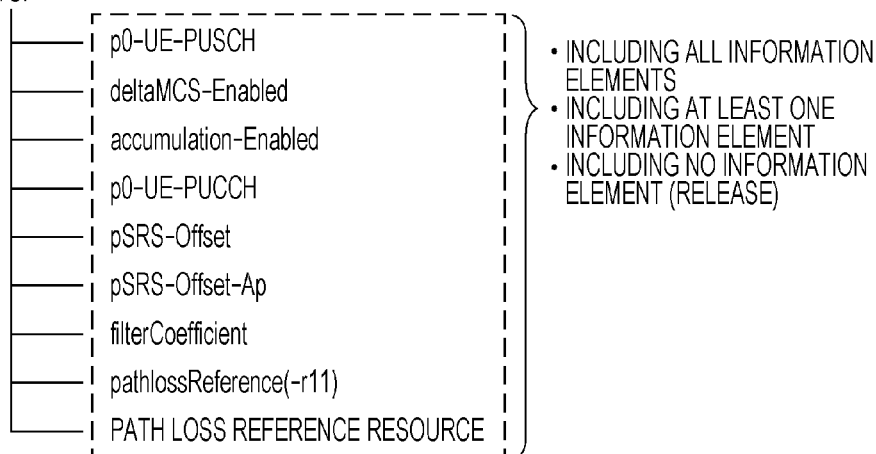 p0-UE-PUSCH
deltaMCS-Enabled
accumulation-Enabled
p0-UE-PUCCH
pSRS-Offset
pSRS-Offset-Ap
filterCoefficient
pathlossReference(-r11)
PATH LOSS REFERENCE RESOURCE
• INCLUDING ALL INFORMATION
ELEMENTS
• INCLUDING AT LEAST ONE
INFORMATION ELEMENT
• INCLUDING NO INFORMATION
ELEMENT (RELEASE)